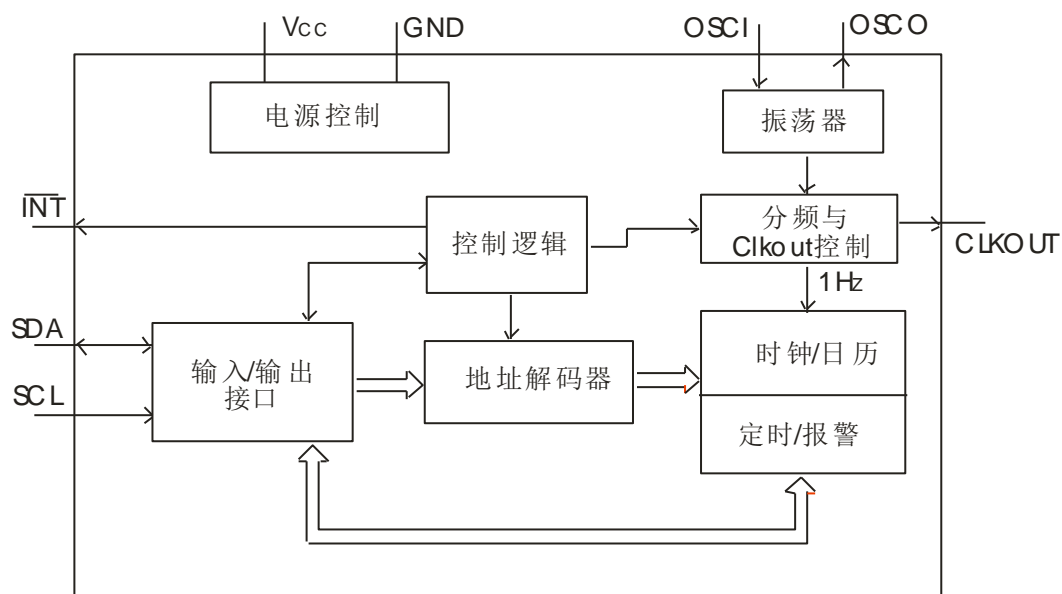 Vcc
GND
OSCI
OSCO
电源控制
振荡器
INT
控制逻辑
分频与
Clkout控制
CLKOUT
1Hz
SDA
输入/输出
接口
SCL
地址解码器
时钟/日历
定时/报警